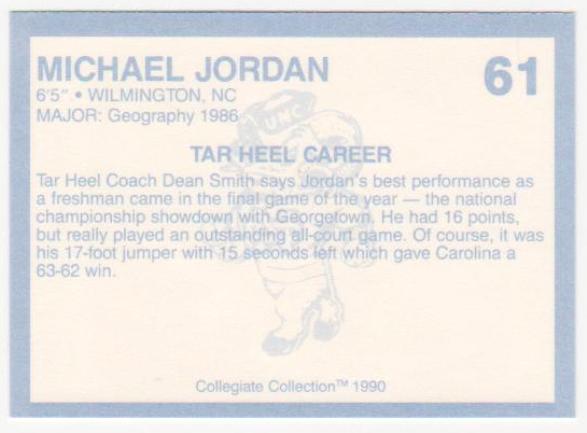 MICHAEL JORDAN
61
6'5" • WILMINGTON, NC
MAJOR: Geography 1986
UNC
TAR HEEL CAREER
Tar Heel Coach Dean Smith says Jordan's best performance as
a freshman came in the final game of the year — the national
championship showdown with Georgetown. He had 16 points,
but really played an outstanding all-court game. Of course, it was
his 17-foot jumper with 15 seconds left which gave Carolina a
63-62 win.
Collegiate Collection™ 1990